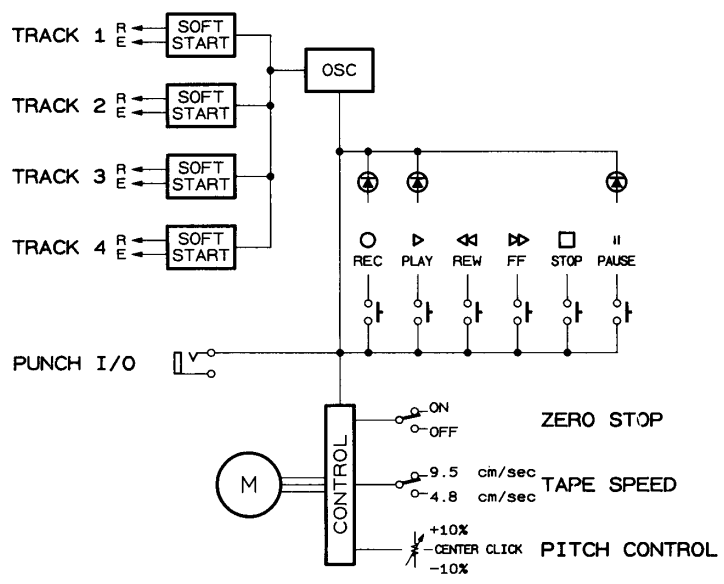 TRACK 1 R E SOFT START
OSC
TRACK 2 R E SOFT START
TRACK 3 R E SOFT START
TRACK 4 R E SOFT START
REC PLAY REW FF STOP PAUSE
PUNCH I/O
CONTROL
M
ON
OFF
ZERO STOP
9.5 cm/sec
4.8 cm/sec
TAPE SPEED
+10%
CENTER CLICK
-10%
PITCH CONTROL